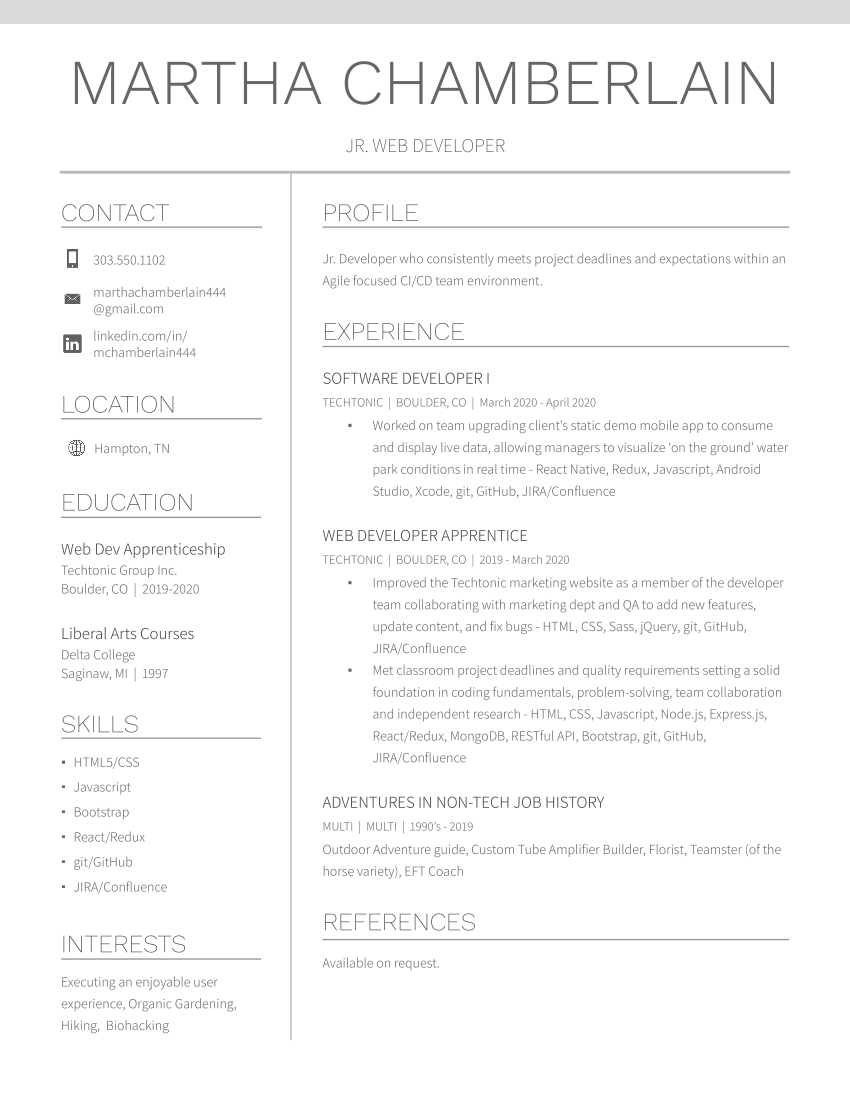 MARTHA CHAMBERLAIN
JR. WEB DEVELOPER
CONTACT
303.550.1102
marthachamberlain444
@gmail.com
linkedin.com/in/
mchamberlain444
LOCATION
Hampton, TN
EDUCATION
Web Dev Apprenticeship
Techtonic Group Inc.
Boulder, CO | 2019-2020
Liberal Arts Courses
Delta College
Saginaw, MI | 1997
SKILLS
▪ HTML5/CSS
▪ Javascript
▪ Bootstrap
▪ React/Redux
▪ git/GitHub
▪ JIRA/Confluence
INTERESTS
Executing an enjoyable user
experience, Organic Gardening,
Hiking, Biohacking
PROFILE
Jr. Developer who consistently meets project deadlines and expectations within an
Agile focused CI/CD team environment.
EXPERIENCE
SOFTWARE DEVELOPER I
TECHTONIC | BOULDER, CO | March 2020 - April 2020
▪ Worked on team upgrading client’s static demo mobile app to consume
and display live data, allowing managers to visualize ‘on the ground’ water
park conditions in real time - React Native, Redux, Javascript, Android
Studio, Xcode, git, GitHub, JIRA/Confluence
WEB DEVELOPER APPRENTICE
TECHTONIC | BOULDER, CO | 2019 - March 2020
▪ Improved the Techtonic marketing website as a member of the developer
team collaborating with marketing dept and QA to add new features,
update content, and fix bugs - HTML, CSS, Sass, jQuery, git, GitHub,
JIRA/Confluence
▪ Met classroom project deadlines and quality requirements setting a solid
foundation in coding fundamentals, problem-solving, team collaboration
and independent research - HTML, CSS, Javascript, Node.js, Express.js,
React/Redux, MongoDB, RESTful API, Bootstrap, git, GitHub,
JIRA/Confluence
ADVENTURES IN NON-TECH JOB HISTORY
MULTI | MULTI | 1990’s - 2019
Outdoor Adventure guide, Custom Tube Amplifier Builder, Florist, Teamster (of the
horse variety), EFT Coach
REFERENCES
Available on request.